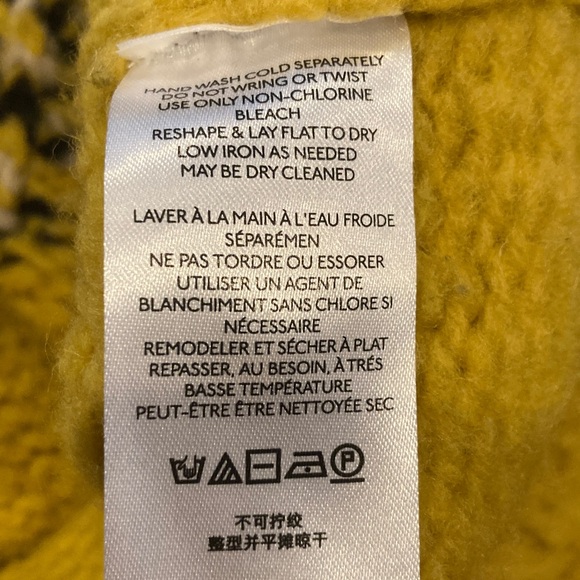 HAND WASH COLD SEPARATELY
DO NOT WRING OR TWIST
USE ONLY NON-CHLORINE
BLEACH
RESHAPE & LAY FLAT TO DRY
LOW IRON AS NEEDED
MAY BE DRY CLEANED
LAVER À LA MAIN À L'EAU FROIDE
SÉPARÉMEN
NE PAS TORDRE OU ESSORER
UTILISER UN AGENT DE
BLANCHIMENT SANS CHLORE SI
NÉCESSAIRE
REMODELER ET SÉCHER À PLAT
REPASSER, AU BESOIN, À TRÉS
BASSE TEMPÉRATURE
PEUT-ÊTRE ÊTRE NETTOYÉE SEC
P
不可拧绞
整型并平摊晾干